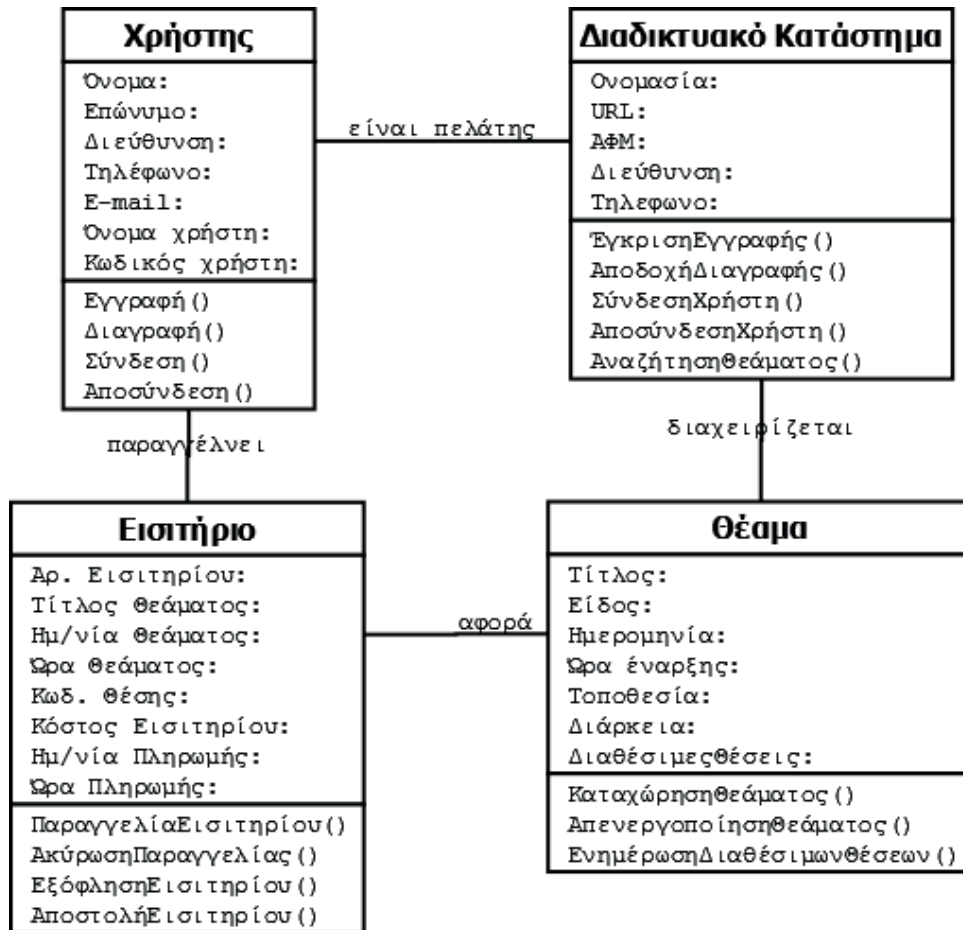 Χρήστης
Όνομα:
Επώνυμο:
Διεύθυνση:
Τηλέφωνο:
E-mail:
Όνομα χρήστη:
Κωδικός χρήστη:
Εγγραφή()
Διαγραφή()
Σύνδεση()
Αποσύνδεση()
είναι πελάτης
Διαδικτυακό Κατάστημα
Ονομασία:
URL:
ΑΦΜ:
Διεύθυνση:
Τηλεφωνο:
ΈγκρισηΕγγραφής()
ΑποδοχήΔιαγραφής()
ΣύνδεσηΧρήστη()
ΑποσύνδεσηΧρήστη()
ΑναζήτησηΘεάματος()
παραγγέλνει
διαχειρίζεται
Εισιτήριο
Αρ. Εισιτηρίου:
Τίτλος Θεάματος:
Ημ/νία Θεάματος:
Ώρα Θεάματος:
Κωδ. Θέσης:
Κόστος Εισιτηρίου:
Ημ/νία Πληρωμής:
Ώρα Πληρωμής:
ΠαραγγελίαΕισιτηρίου()
ΑκύρωσηΠαραγγελίας()
ΕξόφλησηΕισιτηρίου()
ΑποστολήΕισιτηρίου()
αφορά
Θέαμα
Τίτλος:
Είδος:
Ημερομηνία:
Ώρα έναρξης:
Τοποθεσία:
Διάρκεια:
ΔιαθέσιμεςΘέσεις:
ΚαταχώρησηΘεάματος()
ΑπενεργοποίησηΘεάματος()
ΕνημέρωσηΔιαθέσιμωνΘέσεων()